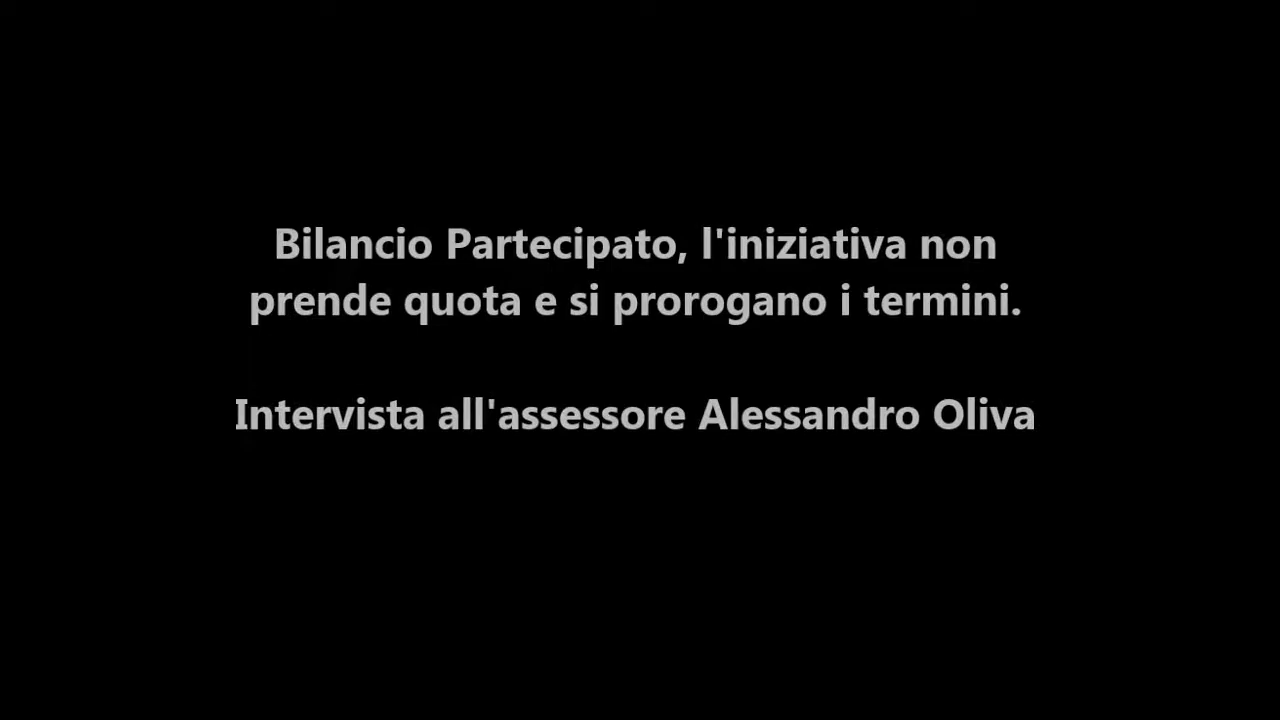 Bilancio Partecipato, l'iniziativa non
prende quota e si prorogano i termini.
Intervista all'assessore Alessandro Oliva